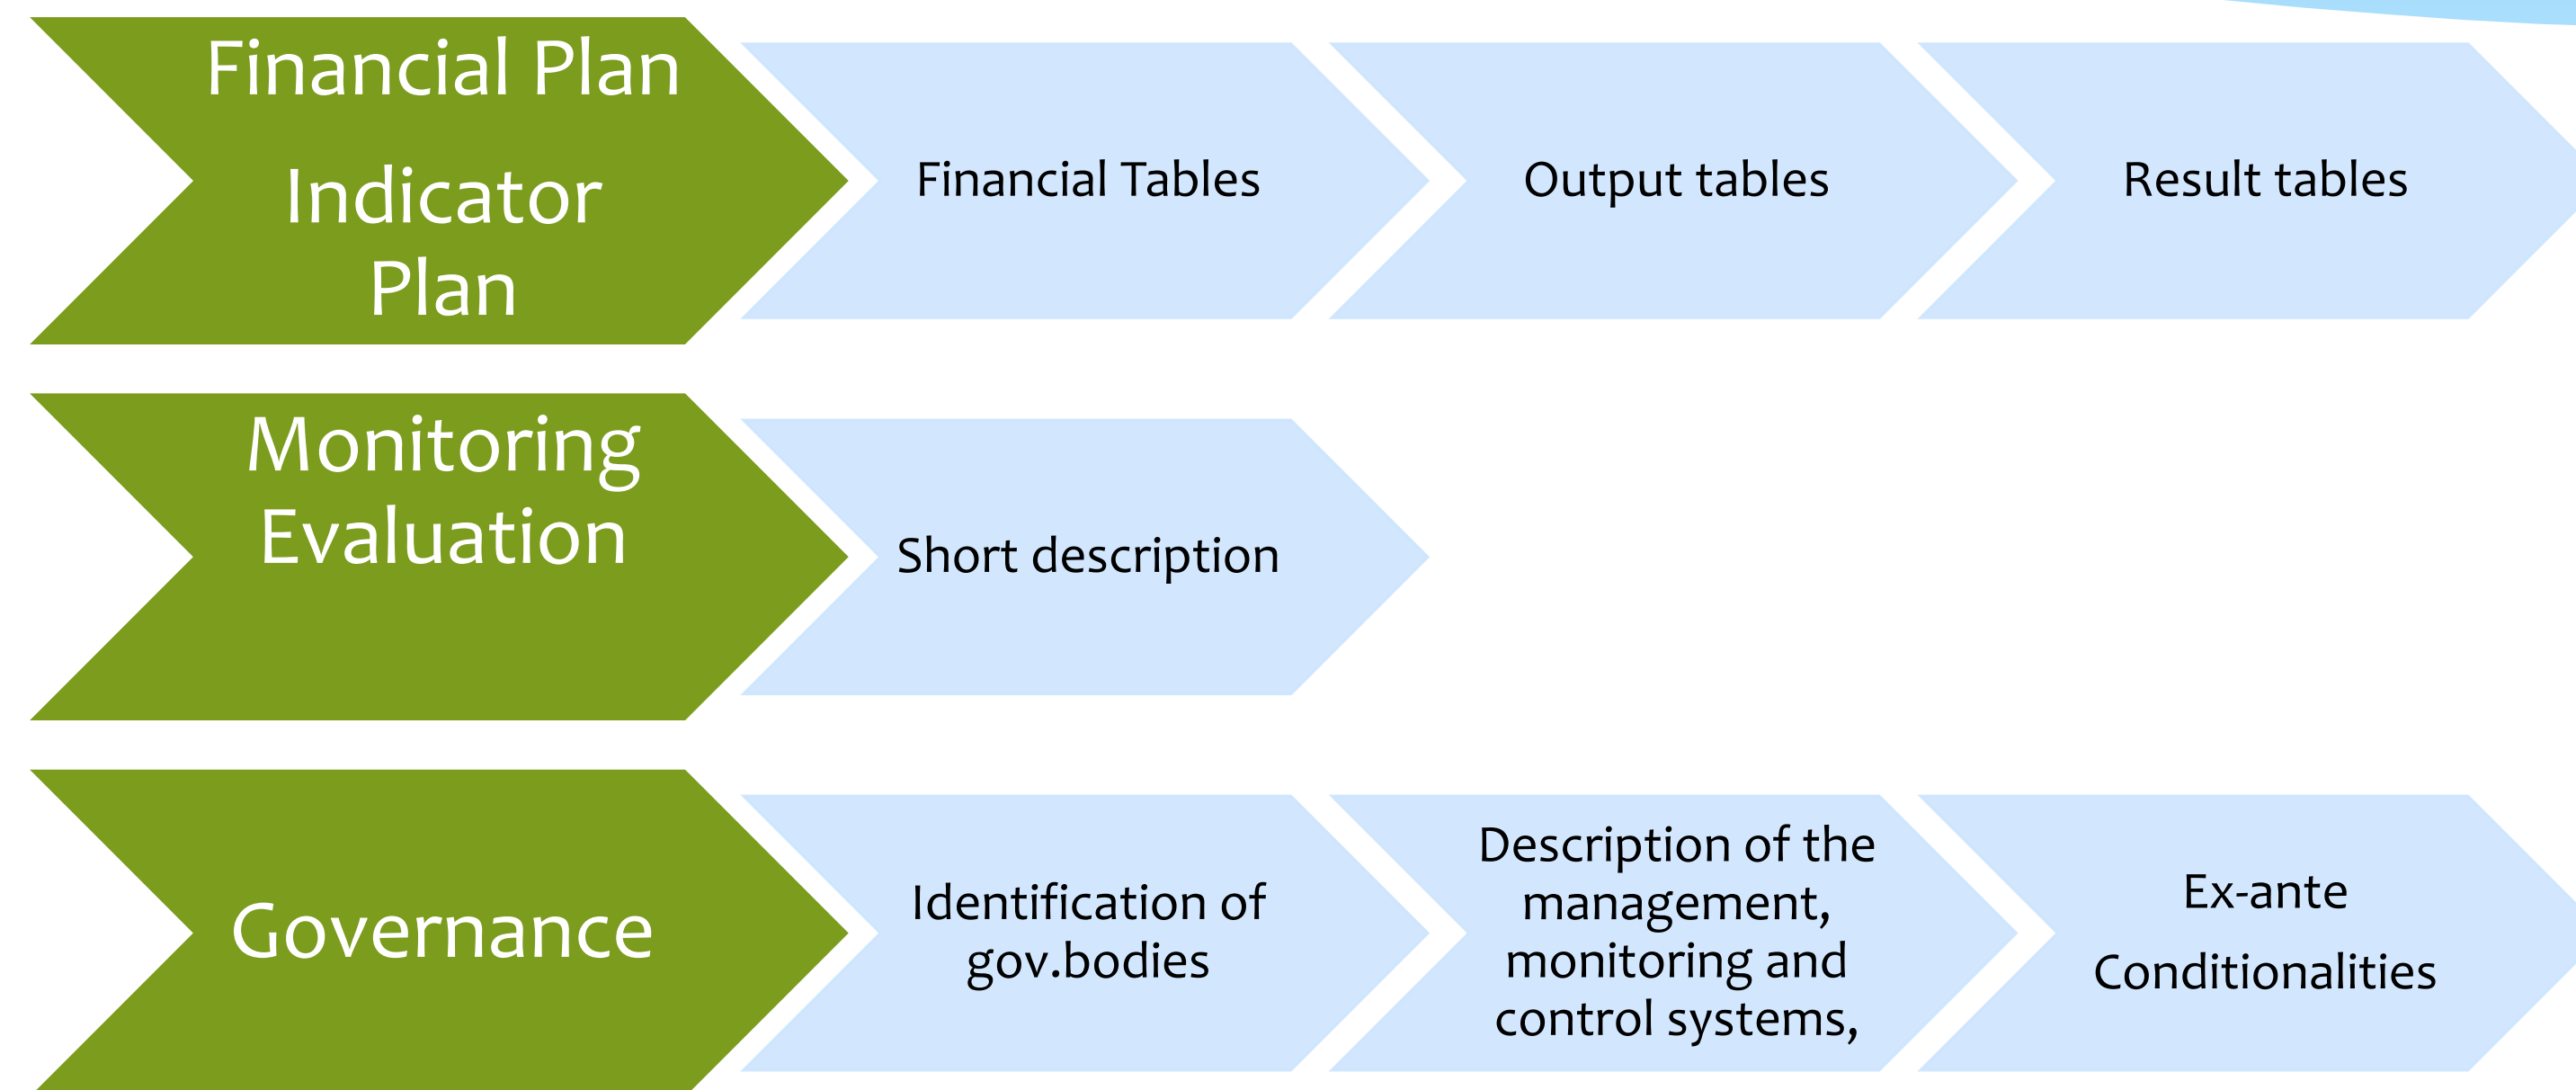 Financial Plan
Indicator
Plan
Financial Tables
Output tables
Result tables
Monitoring
Evaluation
Short description
Governance
Identification of
gov.bodies
Description of the
management,
monitoring and
control systems,
Ex-ante
Conditionalities